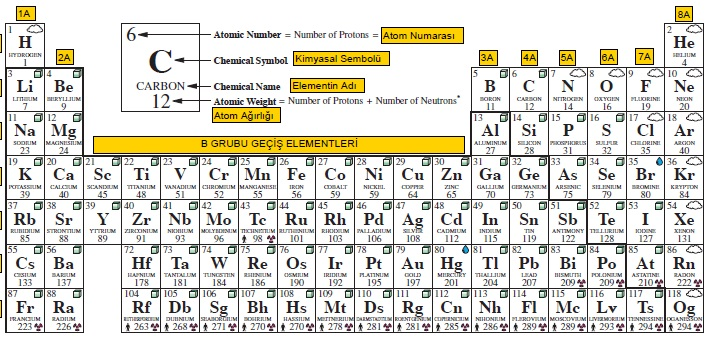 1A 8A
1 2
H He
HYDROGEN HELIUM
1 4
6 Atomic Number = Number of Protons = Atom Numarası
C Chemical Symbol Kimyasal Sembolü
CARBON Chemical Name Elementin Adı
12 Atomic Weight = Number of Protons + Number of Neutrons*
Atom Ağırlığı
2A 3A 4A 5A 6A 7A
3 4 5 6 7 8 9 10
Li Be B C N O F Ne
LITHIUM BERYLLIUM BORON CARBON NITROGEN OXYGEN FLUORINE NEON
7 9 11 12 14 16 19 20
11 12 13 14 15 16 17 18
Na Mg Al Si P S Cl Ar
SODIUM MAGNESIUM ALUMINUM SILICON PHOSPHORUS SULPUR CHLORINE ARGON
23 24 27 28 31 32 35 40
B GRUBU GEÇİŞ ELEMENTLERİ
19 20 21 22 23 24 25 26 27 28 29 30 31 32 33 34 35 36
K Ca Sc Ti V Cr Mn Fe Co Ni Cu Zn Ga Ge As Se Br Kr
POTASSIUM CALCIUM SCANDIUM TITANIUM VANADIUM CHROMIUM MANGANESE IRON COBALT NICKEL COPPER ZINC GALLIUM GERMANIUM ARSENIC SELENIUM BROMINE KRYPTON
39 40 45 48 51 52 55 56 59 59 64 65 70 73 75 79 80 84
37 38 39 40 41 42 43 44 45 46 47 48 49 50 51 52 53 54
Rb Sr Y Zr Nb Mo Tc Ru Rh Pd Ag Cd In Sn Sb Te I Xe
RUBIDIUM STRONTIUM YTTRIUM ZIRCONIUM NIOBIUM MOLYBDENUM TECHNETIUM RUTHENIUM RHODIUM PALLADIUM SILVER CADMIUM INDIUM TIN ANTIMONY TELLURIUM IODINE XENON
85 88 89 91 93 96 98 101 103 106 108 112 115 119 122 128 127 131
55 56 72 73 74 75 76 77 78 79 80 81 82 83 84 85 86
Cs Ba Hf Ta W Re Os Ir Pt Au Hg Tl Pb Bi Po At Rn
CESIUM BARIUM HAFNIUM TANTALUM TUNGSTEN RHENIUM OSMIUM IRIDIUM PLATINUM GOLD MERCURY THALLIUM LEAD BISMUTH POLONIUM ASTATINE RADON
133 137 178 181 184 186 190 192 195 197 201 204 207 209 209 210 222
87 88 104 105 106 107 108 109 110 111 112 113 114 115 116 117 118
Fr Ra Rf Db Sg Bh Hs Mt Ds Rg Cn Nh Fl Mc Lv Ts Og
FRANCIUM RADIUM RUTHERFORDIUM DUBNIUM SEABORGIUM BOHRIUM HASSIUM MEITNERIUM DARMSTADTIUM ROENTGENIUM COPERNICIUM NIHONIUM FLEROVIUM MOSCOVIUM LIVERMORIUM TENNESSINE OGANESSON
223 226 263 268 271 270 270 278 281 281 285 286 289 289 293 294 294